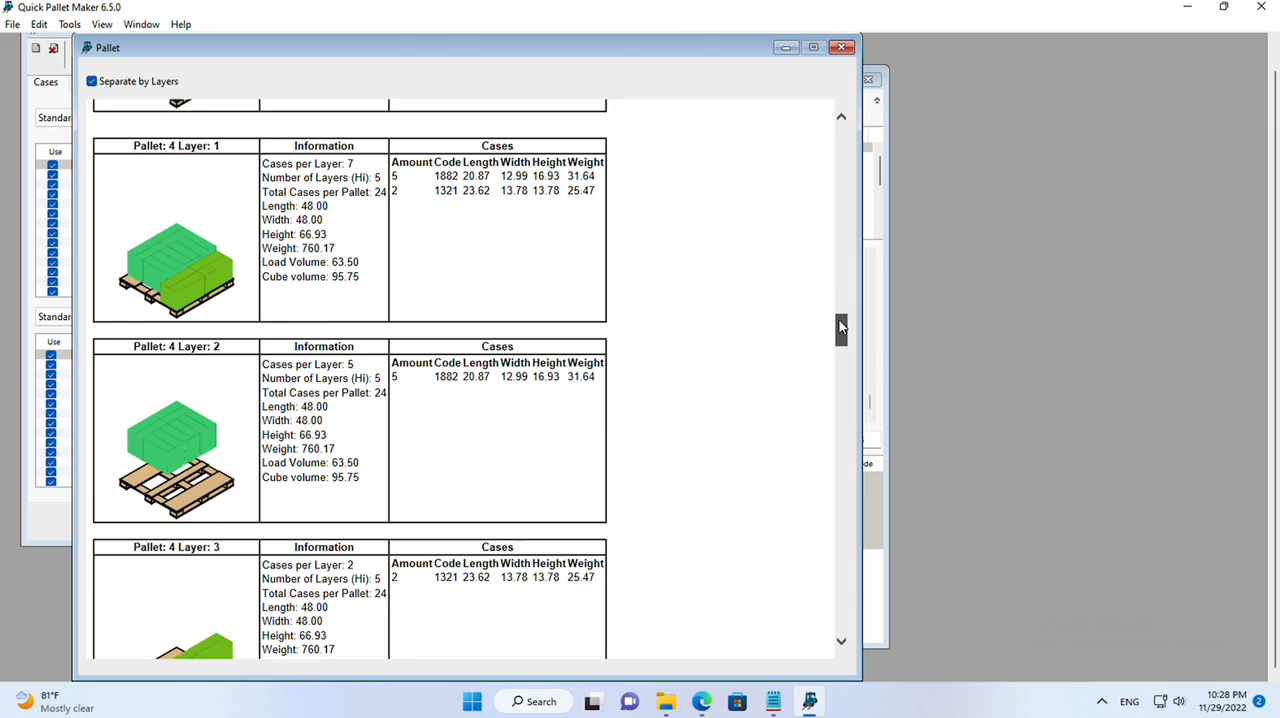 Quick Pallet Maker 6.5.0
File Edit Tools View Window Help
Pallet
Cases
Separate by Layers
Standar
Use
Pallet: 4 Layer: 1 Information Cases
Cases per Layer: 7
Number of Layers (Hi): 5
Total Cases per Pallet: 24
Length: 48.00
Width: 48.00
Height: 66.93
Weight: 760.17
Load Volume: 63.50
Cube volume: 95.75
Amount Code Length Width Height Weight
5 1882 20.87 12.99 16.93 31.64
2 1321 23.62 13.78 13.78 25.47
Standar
Use
Pallet: 4 Layer: 2 Information Cases
Cases per Layer: 5
Number of Layers (Hi): 5
Total Cases per Pallet: 24
Length: 48.00
Width: 48.00
Height: 66.93
Weight: 760.17
Load Volume: 63.50
Cube volume: 95.75
Amount Code Length Width Height Weight
5 1882 20.87 12.99 16.93 31.64
de
Pallet: 4 Layer: 3 Information Cases
Cases per Layer: 2
Number of Layers (Hi): 5
Total Cases per Pallet: 24
Length: 48.00
Width: 48.00
Height: 66.93
Weight: 760.17
Amount Code Length Width Height Weight
2 1321 23.62 13.78 13.78 25.47
81°F
Mostly clear
Search
ENG
10:28 PM
11/29/2022
2